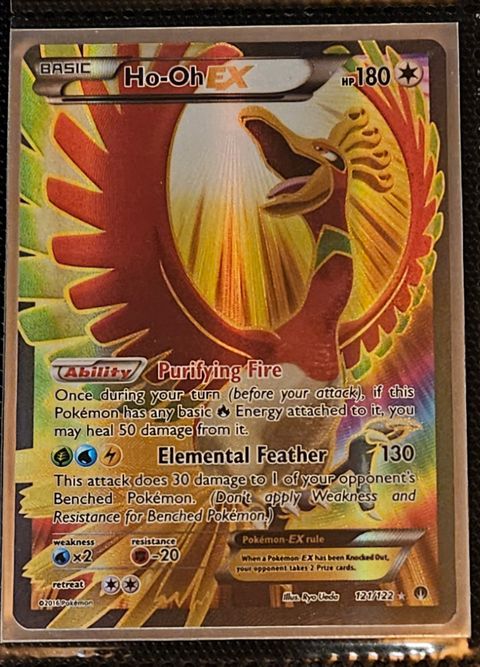 BASIC Ho-Oh EX HP180
Ability Purifying Fire
Once during your turn (before your attack), if this
Pokémon has any basic Energy attached to it, you
may heal 50 damage from it.
Elemental Feather 130
This attack does 30 damage to 1 of your opponent's
Benched Pokémon. (Don't apply Weakness and
Resistance for Benched Pokémon.)
weakness resistance
×2 -20
Pokémon-EX rule
When a Pokémon-EX has been Knocked Out,
your opponent takes 2 Prize cards.
retreat
©2016 Pokémon Illus. Ryo Ueda 121/122